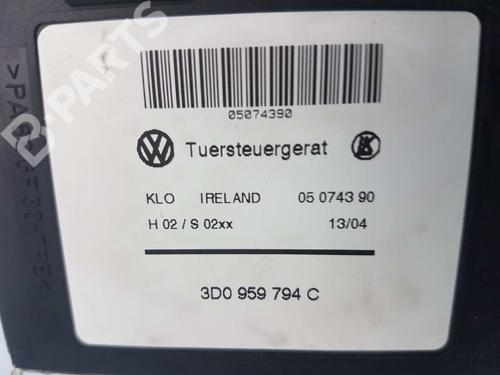 05074390
Tuersteuergerat
KLO IRELAND 05 0743 90
H 02 / S 02xx 13/04
3D0 959 794 C
B-PARTS